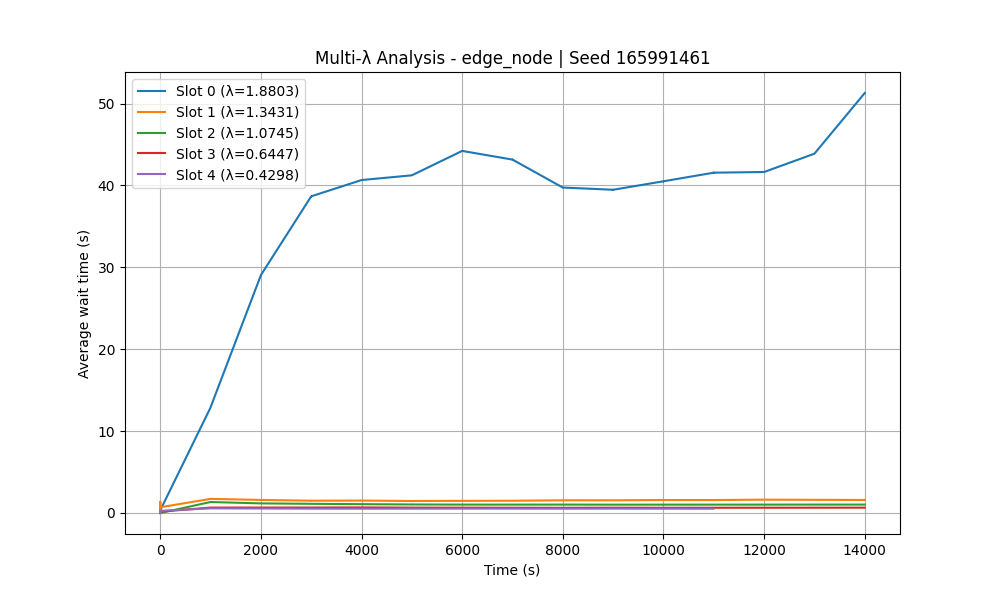 Multi-λ Analysis - edge_node | Seed 165991461
Slot 0 (λ=1.8803)
Slot 1 (λ=1.3431)
Slot 2 (λ=1.0745)
Slot 3 (λ=0.6447)
Slot 4 (λ=0.4298)
Average wait time (s)
50
40
30
20
10
0
0 2000 4000 6000 8000 10000 12000 14000
Time (s)